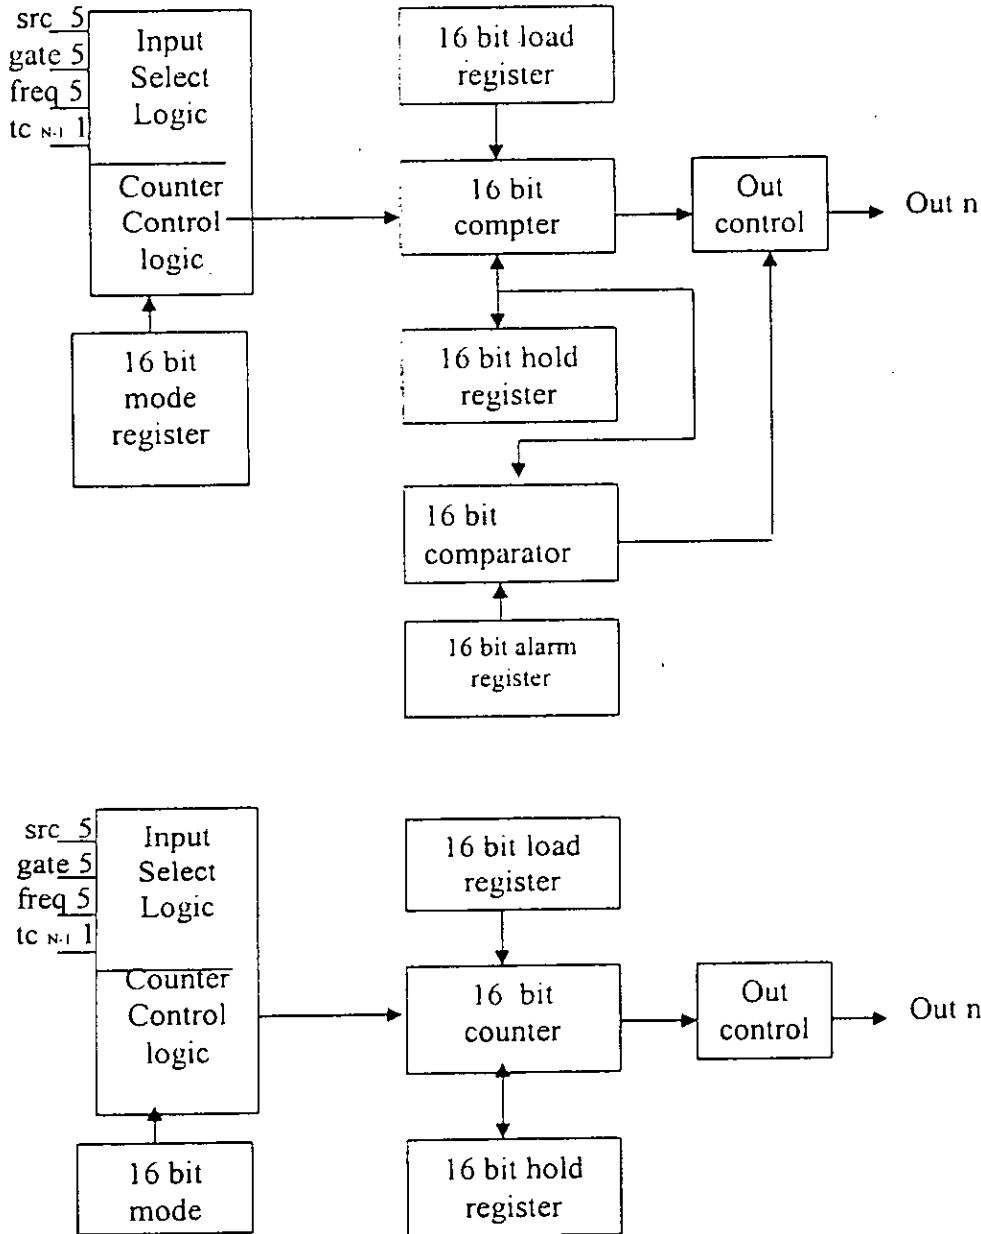 src 5
gate 5
freq 5
tc N-1 1
Input
Select
Logic
Counter
Control
logic
16 bit
mode
register
16 bit load
register
16 bit
compter
Out
control
Out n
16 bit hold
register
16 bit
comparator
16 bit alarm
register
src 5
gate 5
freq 5
tc N-1 1
Input
Select
Logic
Counter
Control
logic
16 bit
mode
16 bit load
register
16 bit
counter
Out
control
Out n
16 bit hold
register